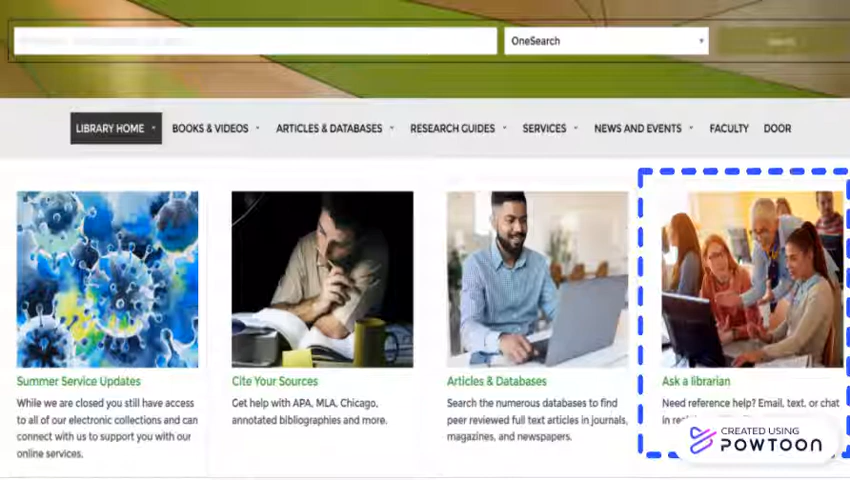 OneSearch
LIBRARY HOME
BOOKS & VIDEOS
ARTICLES & DATABASES
RESEARCH GUIDES
SERVICES
NEWS AND EVENTS
FACULTY
DOOR
Summer Service Updates
While we are closed you still have access
to all of our electronic collections and can
connect with us to support you with our
online services.
Cite Your Sources
Get help with APA, MLA, Chicago,
annotated bibliographies and more.
Articles & Databases
Search the numerous databases to find
peer reviewed full text articles in journals,
magazines, and newspapers.
Ask a librarian
Need reference help? Email, text, or chat
in
CREATED USING
POWTOON